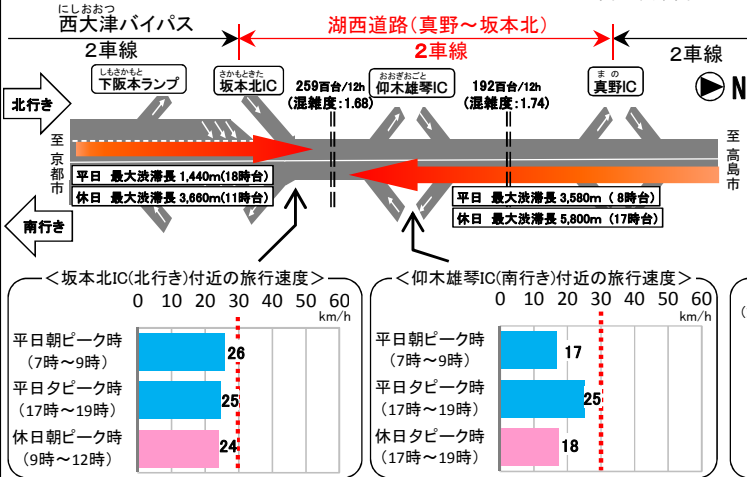 にしおおつ
西大津バイパス
2車線
湖西道路(真野～坂本北)
2車線
2車線
しもさかもと
下阪本ランプ
さかもときた
坂本北IC
259百台/12h
(混雑度:1.68)
おおぎおごと
仰木雄琴IC
192百台/12h
(混雑度:1.74)
まの
真野IC
N
北行き
至 京都市
至 高島市
平日 最大渋滞長 1,440m(18時台)
休日 最大渋滞長 3,660m(11時台)
平日 最大渋滞長 3,580m ( 8時台)
休日 最大渋滞長 5,800m (17時台)
南行き
＜坂本北IC(北行き)付近の旅行速度＞
0 10 20 30 40 50 60
km/h
平日朝ピーク時
(7時～9時)
26
平日夕ピーク時
(17時～19時)
25
休日朝ピーク時
(9時～12時)
24
＜仰木雄琴IC(南行き)付近の旅行速度＞
0 10 20 30 40 50 60
km/h
平日朝ピーク時
(7時～9時)
17
平日夕ピーク時
(17時～19時)
25
休日夕ピーク時
(17時～19時)
18
(